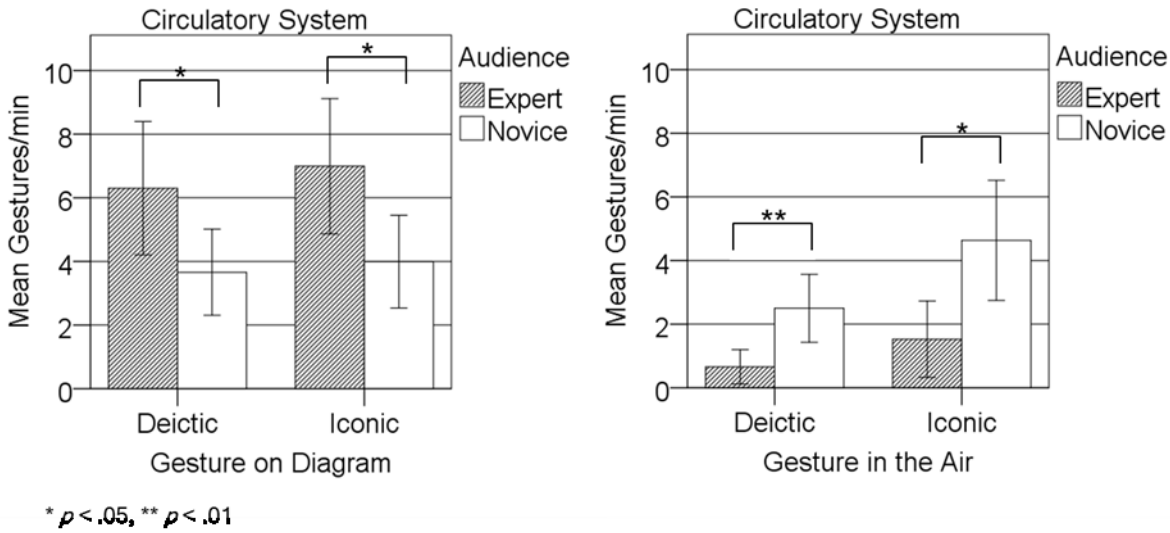 Circulatory System
*
*
Audience
Expert
Novice
Mean Gestures/min
10
8
6
4
2
0
Deictic
Iconic
Gesture on Diagram
Circulatory System
**
*
Audience
Expert
Novice
Mean Gestures/min
10
8
6
4
2
0
Deictic
Iconic
Gesture in the Air
* p < .05, ** p < .01